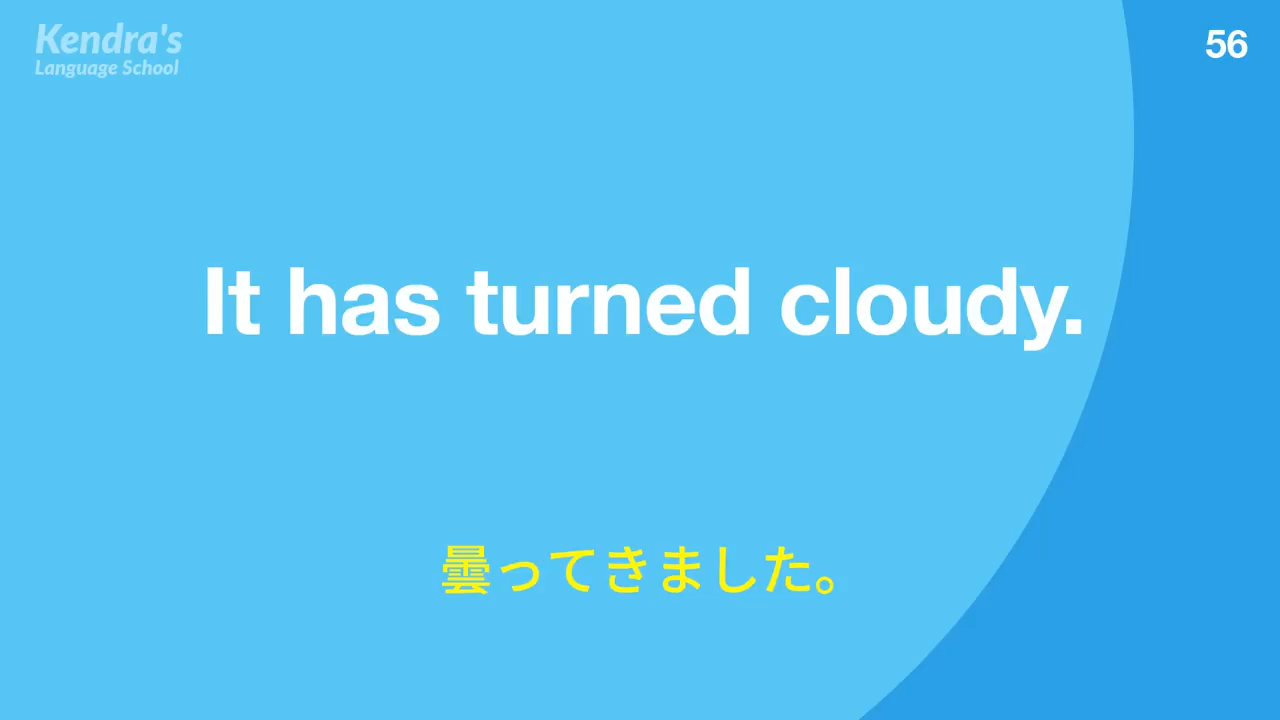 Kendra's
Language School
56
It has turned cloudy.
曇ってきました。